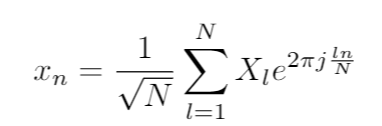 $x_n = \frac{1}{\sqrt{N}} \sum_{l=1}^{N} X_l e^{2\pi j \frac{ln}{N}}$